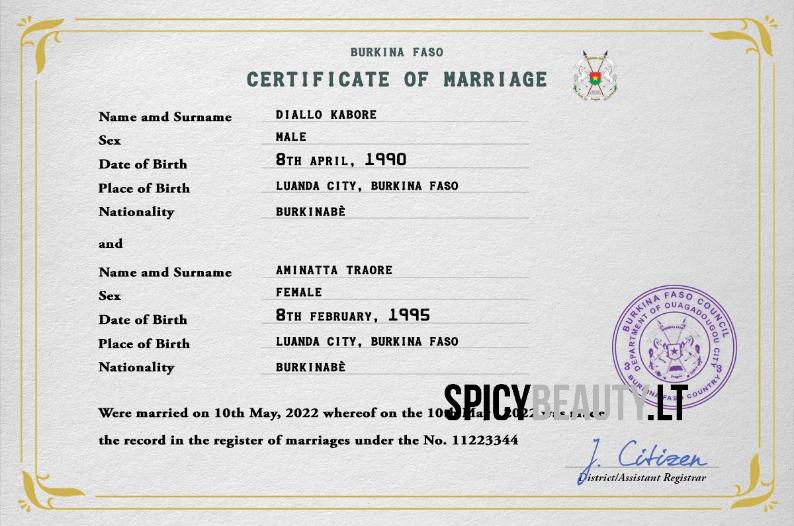 BURKINA FASO
CERTIFICATE OF MARRIAGE
Name amd Surname DIALLO KABORE
Sex MALE
Date of Birth 8TH APRIL, 1990
Place of Birth LUANDA CITY, BURKINA FASO
Nationality BURKINABÈ
and
Name amd Surname AMINATTA TRAORE
Sex FEMALE
Date of Birth 8TH FEBRUARY, 1995
Place of Birth LUANDA CITY, BURKINA FASO
Nationality BURKINABÈ
BURKINA FASO COUNCIL
DEPARTMENT OF OUAGADOUGOU CITY
BURKINA FASO COUNTRY
SPICYBEAUTY.LT
Were married on 10th May, 2022 whereof on the 10th May 2022 was made
the record in the register of marriages under the No. 11223344
J. Citizen
District/Assistant Registrar